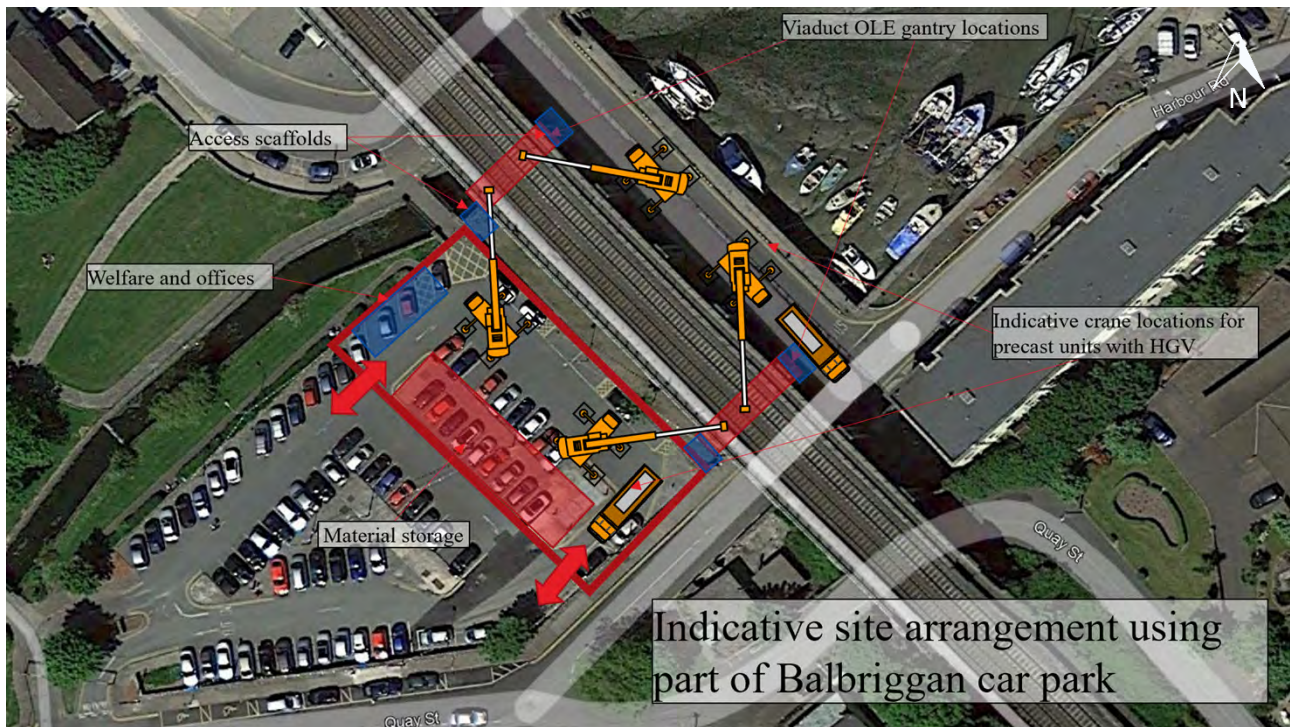 Viaduct OLE gantry locations
N
Harbour Rd
Access scaffolds
Welfare and offices
Indicative crane locations for
precast units with HGV
Material storage
Quay St
Indicative site arrangement using
part of Balbriggan car park
Quay St